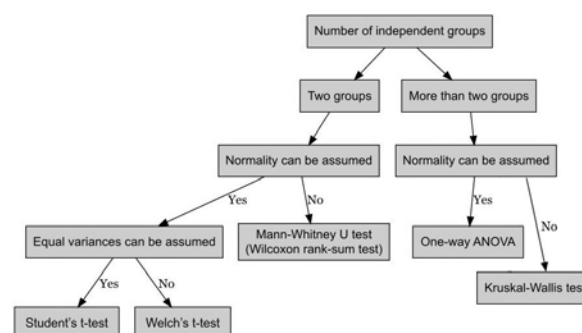 Number of independent groups
Two groups
More than two groups
Normality can be assumed
Normality can be assumed
Yes
No
Yes
No
Equal variances can be assumed
Mann-Whitney U test
(Wilcoxon rank-sum test)
One-way ANOVA
Kruskal-Wallis test
Yes
No
Student's t-test
Welch's t-test